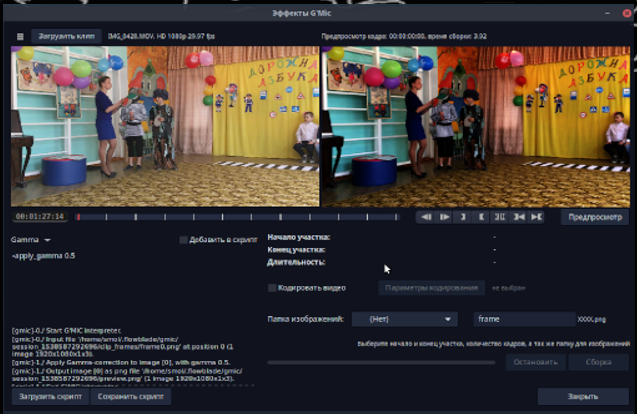 Эффекты G'Mic
Загрузить клип
IMG_0428.MOV, HD 1080p 29.97 fps
Предпросмотр кадра: 00:00:00:00, время сборки: 3.92
ДОРОЖНАЯ
АЗБУКА
ДОРОЖНА
АЗБУКА
00:01:27:14
Предпросмотр
Gamma
Добавить в скрипт
-apply_gamma 0.5
Начало участка: -
Конец участка: -
Длительность: -
Кодировать видео
Параметры кодирования
не выбран
Папка изображений:
(Нет)
frame
XXXX.png
[gmic]-0./ Start G'MIC interpreter.
[gmic]-0./ Input file '/home/smol/.flowblade/gmic/
session_1538587292696/clip_frames/frame0.png' at position 0 (1
image 1920x1080x1x3).
[gmic]-1./ Apply Gamma-correction to image [0], with gamma 0.5.
[gmic]-1./ Output image [0] as png file '/home/smol/.flowblade/gmic/
session_1538587292696/preview.png' (1 image 1920x1080x1x3).
Выберите начало и конец участка, количество кадров, а так же папку для изображений
Остановить
Сборка
Загрузить скрипт
Сохранить скрипт
Закрыть